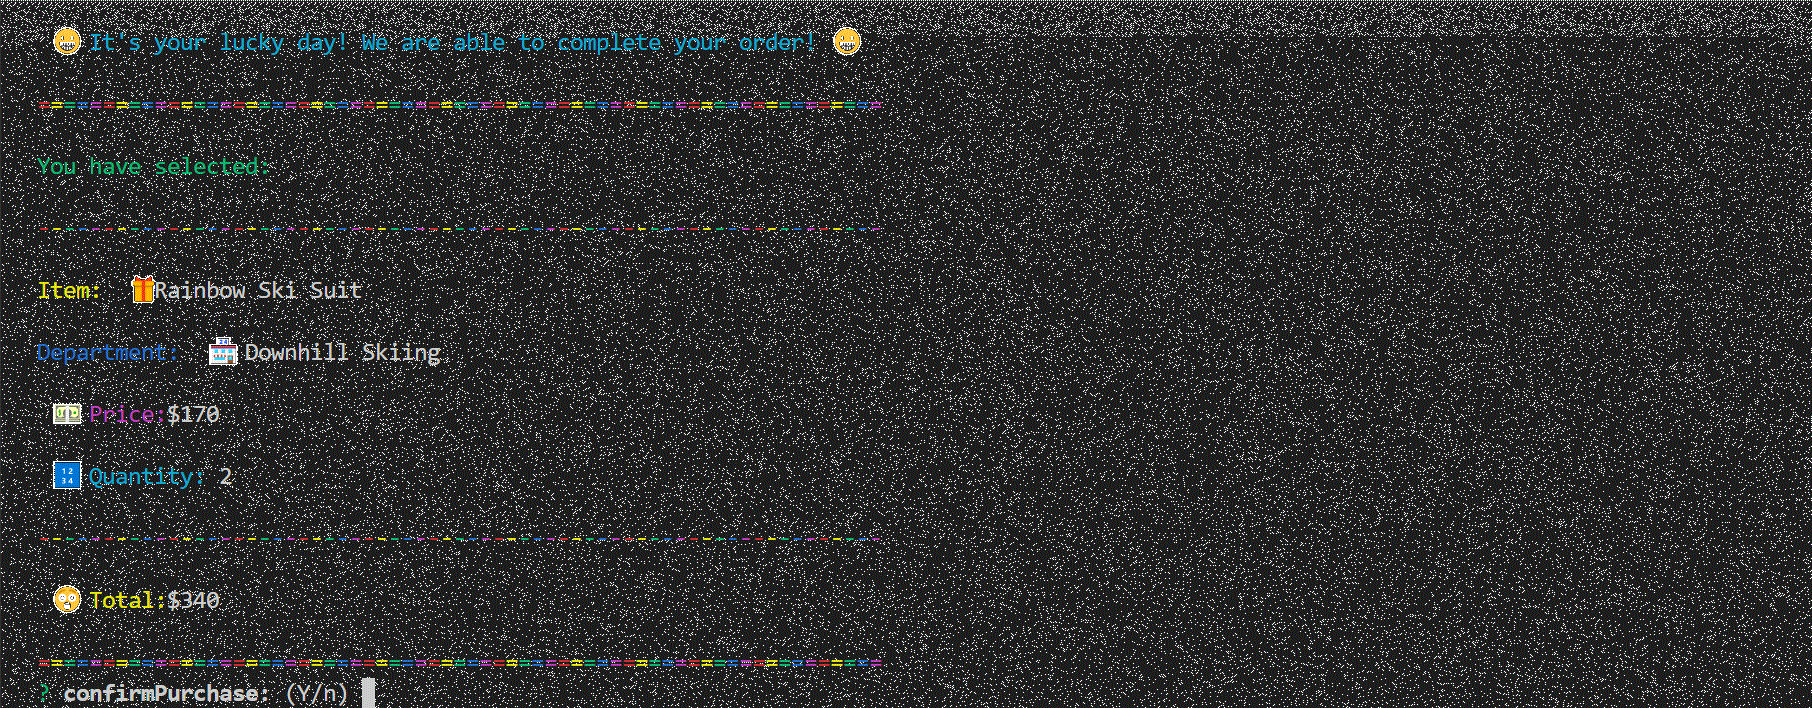 😬 It's your lucky day! We are able to complete your order! 😬
=================================================================
You have selected:
-----------------------------------------------------------------
Item: 🎁Rainbow Ski Suit
Department: 🏨 Downhill Skiing
💵 Price:$170
🔢 Quantity: 2
-----------------------------------------------------------------
😳 Total:$340
=================================================================
? confirmPurchase: (Y/n)